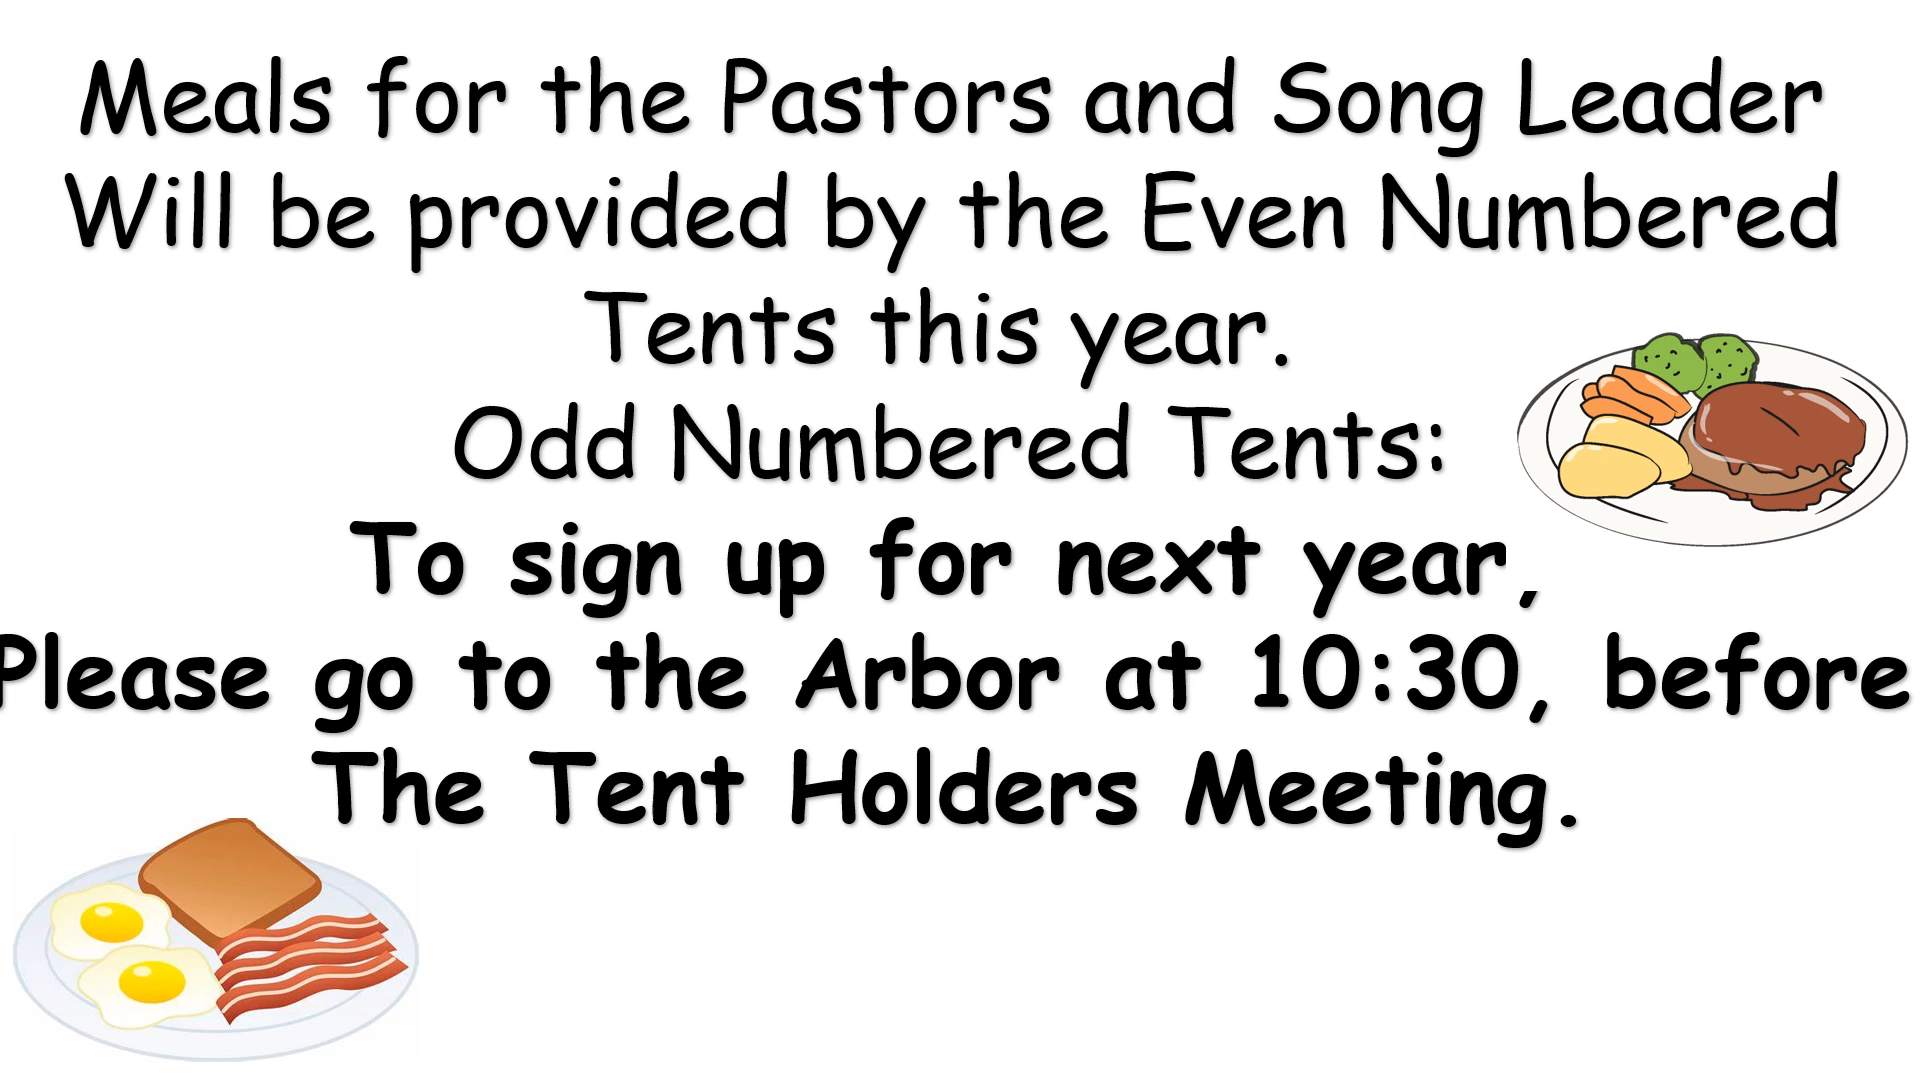 Meals for the Pastors and Song Leader
Will be provided by the Even Numbered
Tents this year.
Odd Numbered Tents:
To sign up for next year,
Please go to the Arbor at 10:30, before
The Tent Holders Meeting.